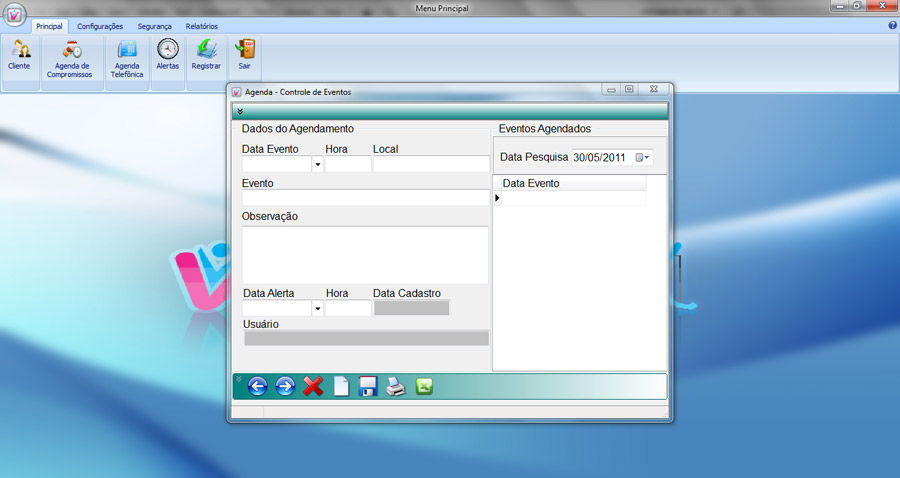 Menu Principal
Principal Configurações Segurança Relatórios
Cliente
Agenda de Compromissos
Agenda Telefônica
Alertas
Registrar
Sair
Agenda - Controle de Eventos
Dados do Agendamento
Data Evento Hora Local
Evento
Observação
Data Alerta Hora Data Cadastro
Usuário
Eventos Agendados
Data Pesquisa 30/05/2011
Data Evento